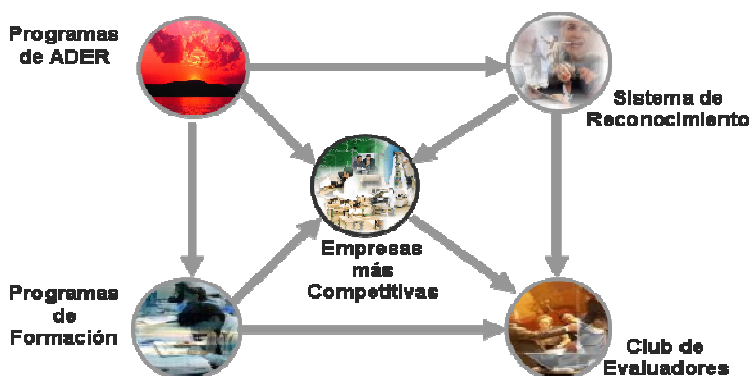 Programas
de ADER
Sistema de
Reconocimiento
Empresas
más
Competitivas
Programas
de
Formación
Club de
Evaluadores